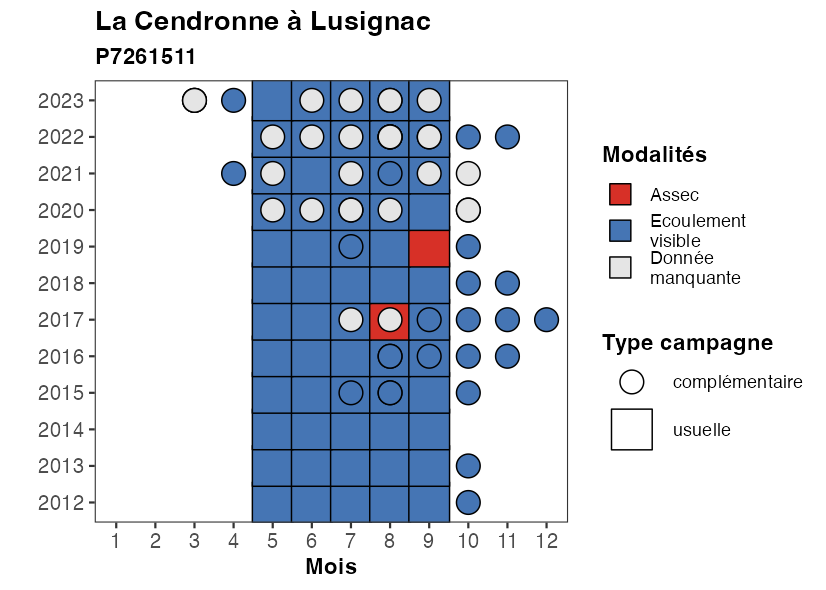 La Cendronne à Lusignac
P7261511
2023
2022
2021
2020
2019
2018
2017
2016
2015
2014
2013
2012
1 2 3 4 5 6 7 8 9 10 11 12
Mois
Modalités
Assec
Ecoulement
visible
Donnée
manquante
Type campagne
complémentaire
usuelle